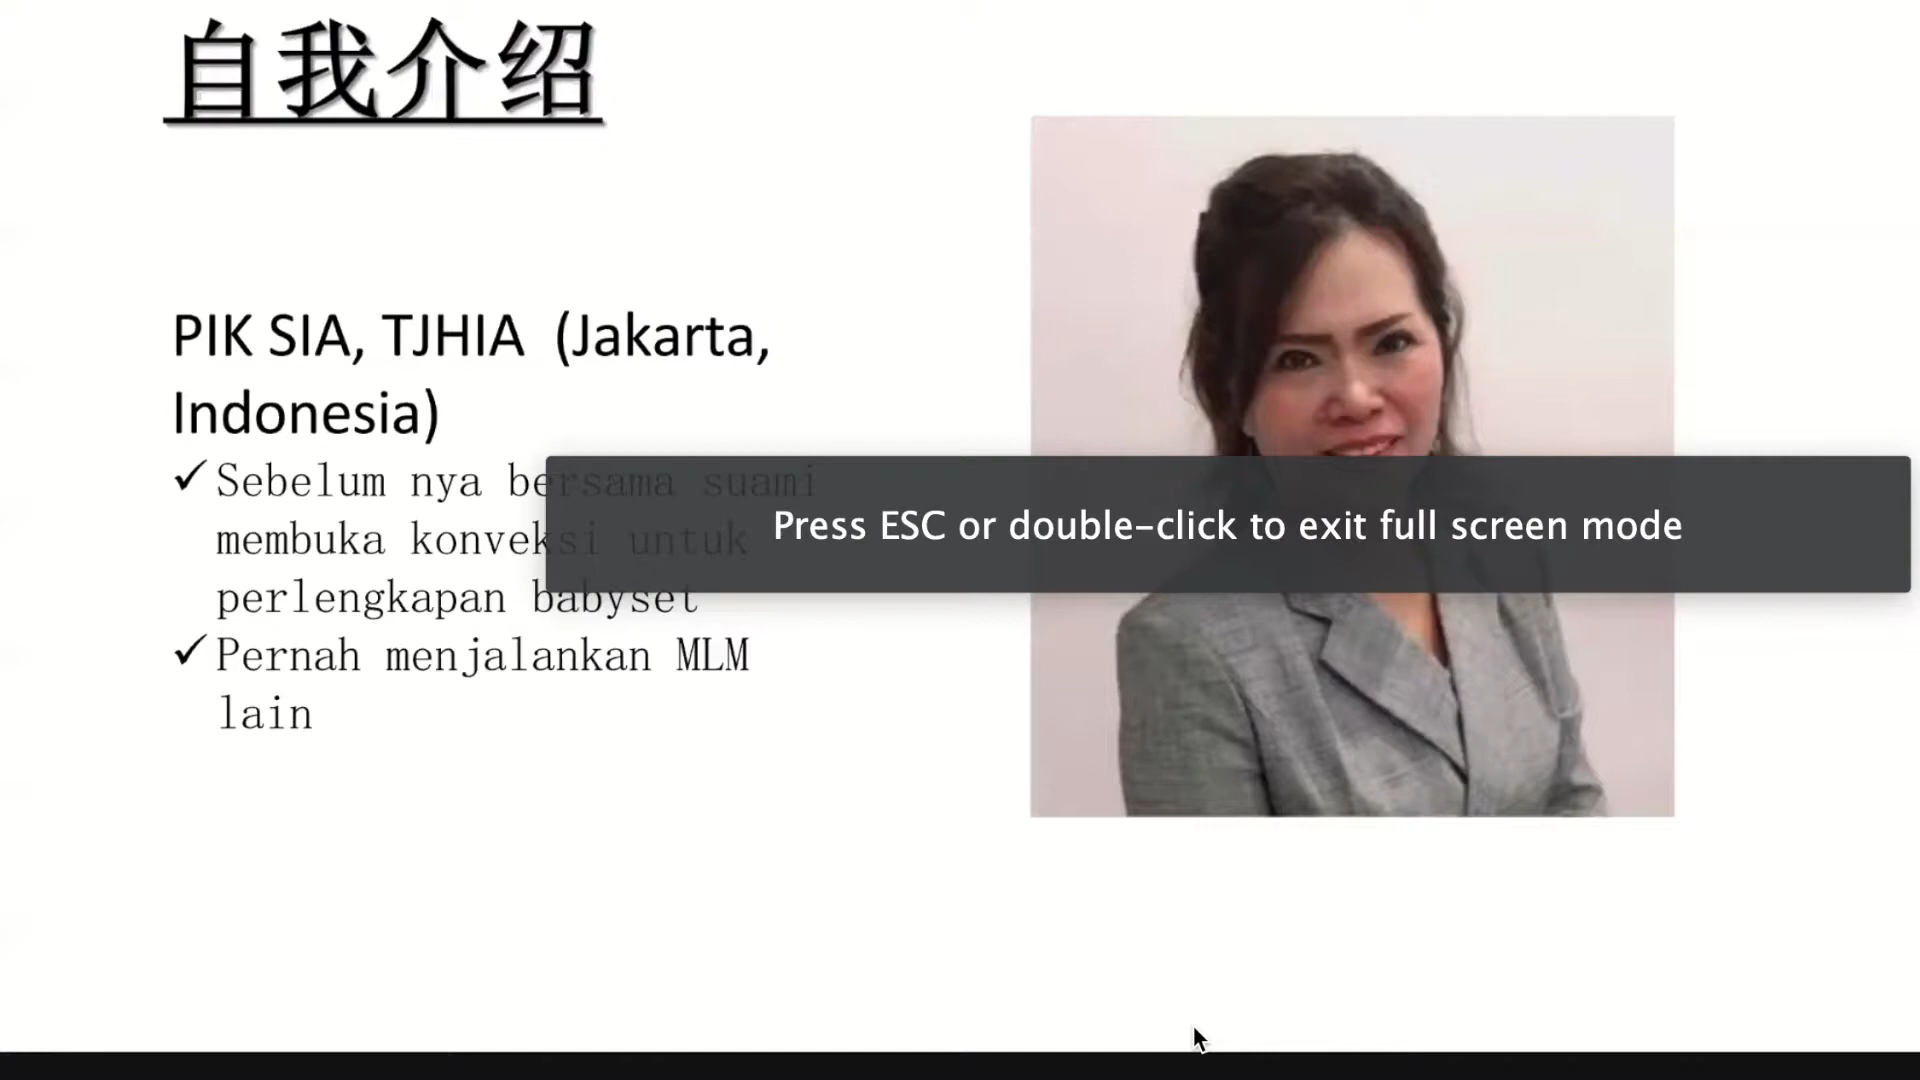 自我介绍
PIK SIA, TJHIA (Jakarta,
Indonesia)
✓Sebelum nya bersama suami
membuka konveksi untuk
perlengkapan babyset
✓Pernah menjalankan MLM
lain
Press ESC or double-click to exit full screen mode